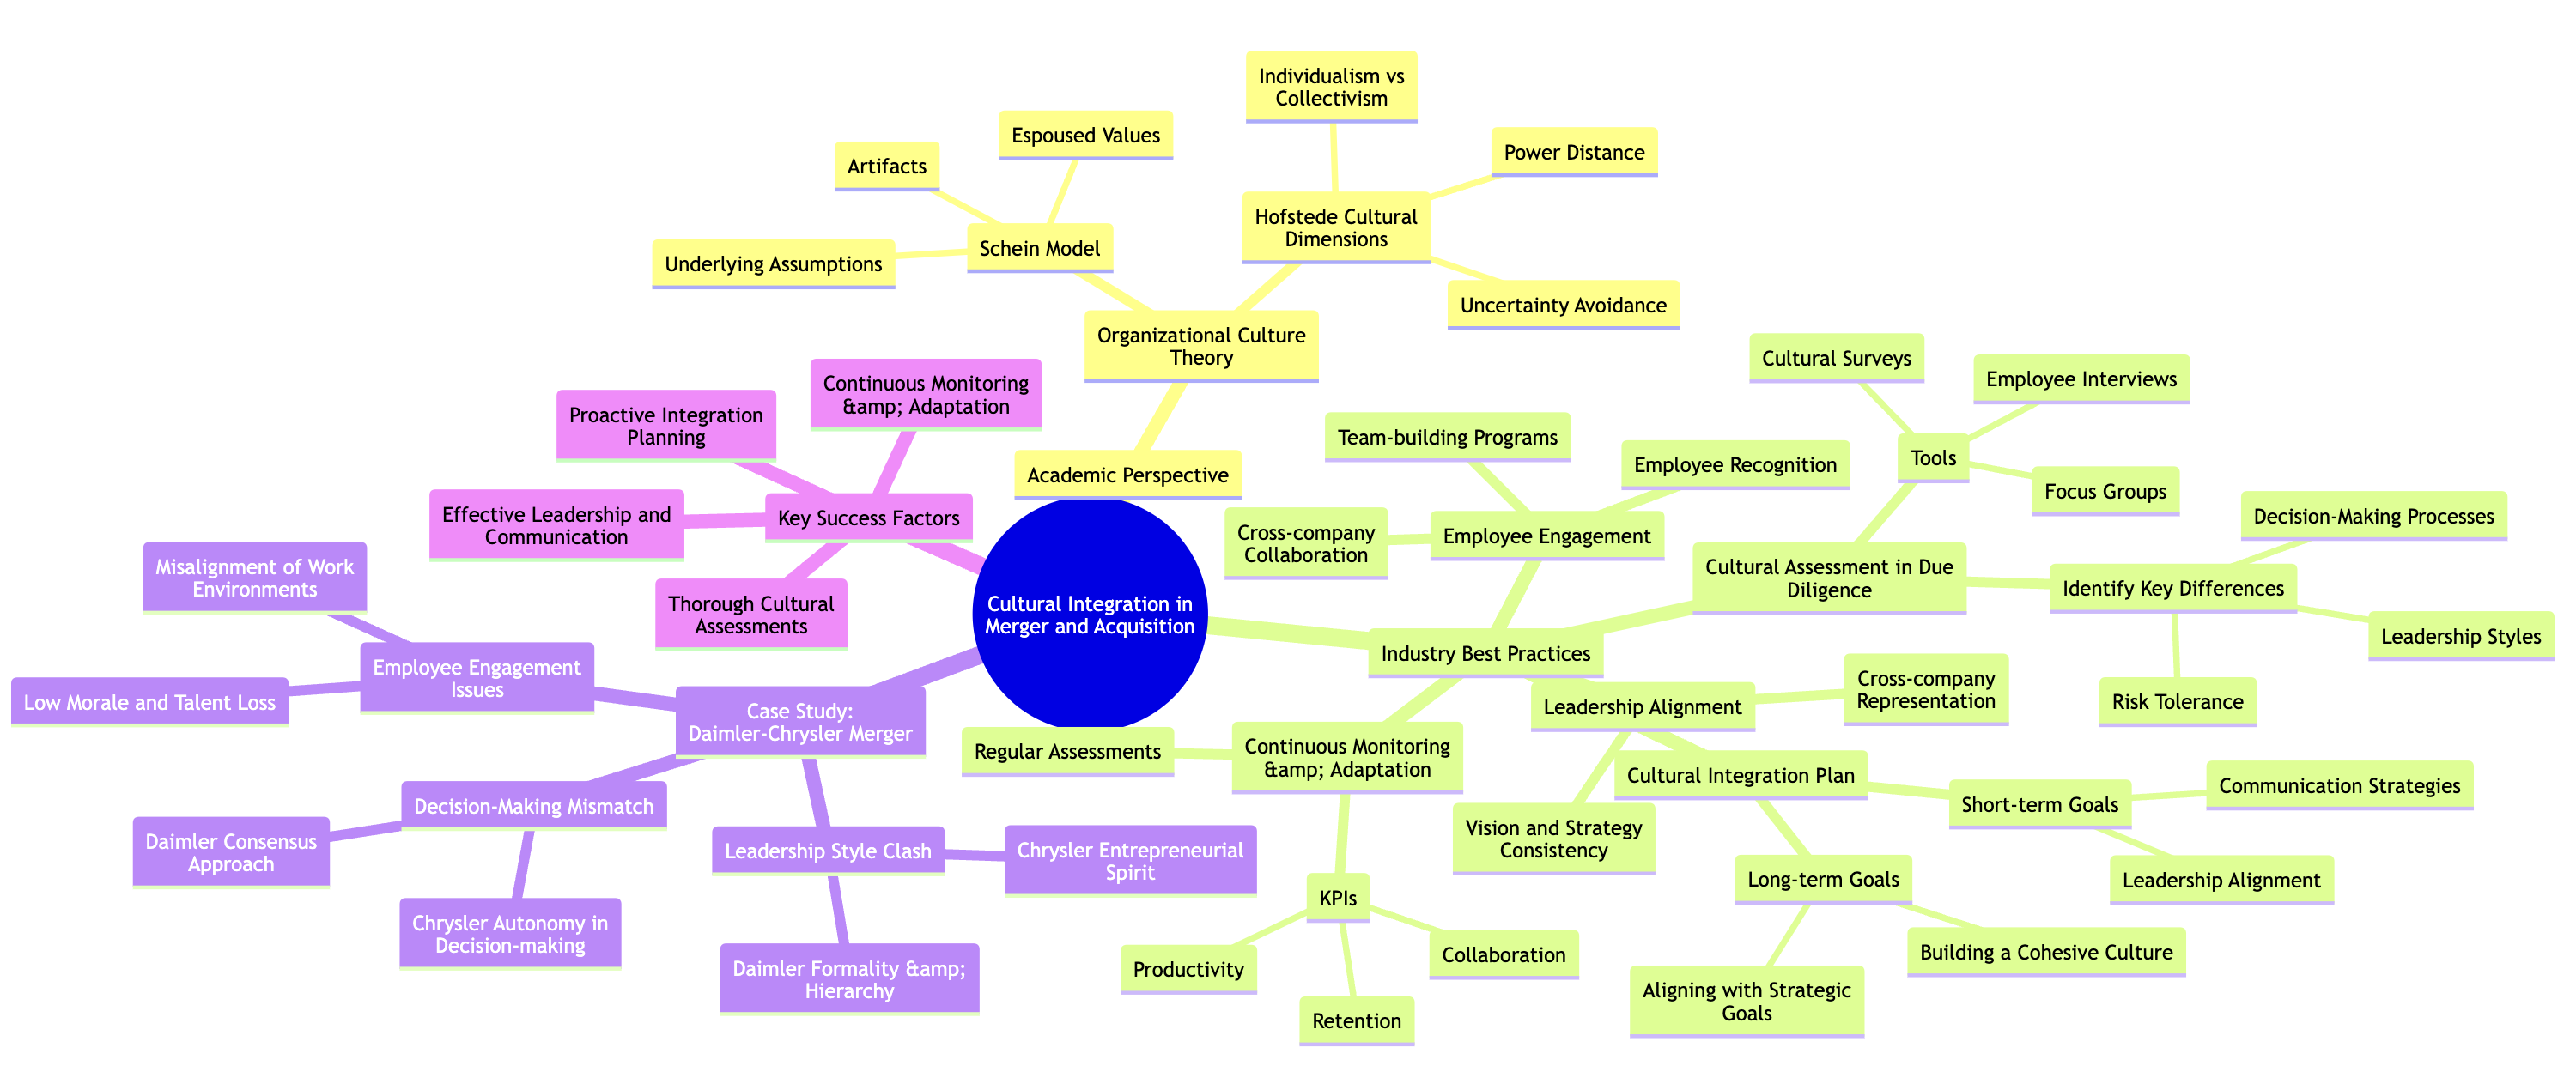 Individualism vs
Collectivism
Espoused Values
Power Distance
Artifacts
Hofstede Cultural
Dimensions
Schein Model
Underlying Assumptions
Uncertainty Avoidance
Organizational Culture
Theory
Academic Perspective
Continuous Monitoring
&amp; Adaptation
Proactive Integration
Planning
Effective Leadership and
Communication
Key Success Factors
Thorough Cultural
Assessments
Cultural Integration in
Merger and Acquisition
Cultural Surveys
Employee Interviews
Tools
Focus Groups
Team-building Programs
Employee Recognition
Cross-company
Collaboration
Employee Engagement
Decision-Making Processes
Cultural Assessment in Due
Diligence
Identify Key Differences
Leadership Styles
Risk Tolerance
Industry Best Practices
Leadership Alignment
Cross-company
Representation
Regular Assessments
Continuous Monitoring
&amp; Adaptation
Cultural Integration Plan
Vision and Strategy
Consistency
Short-term Goals
Communication Strategies
Leadership Alignment
Long-term Goals
Building a Cohesive Culture
Aligning with Strategic
Goals
KPIs
Productivity
Collaboration
Retention
Misalignment of Work
Environments
Employee Engagement
Issues
Low Morale and Talent Loss
Case Study:
Daimler-Chrysler Merger
Decision-Making Mismatch
Daimler Consensus
Approach
Chrysler Autonomy in
Decision-making
Leadership Style Clash
Chrysler Entrepreneurial
Spirit
Daimler Formality &amp;
Hierarchy